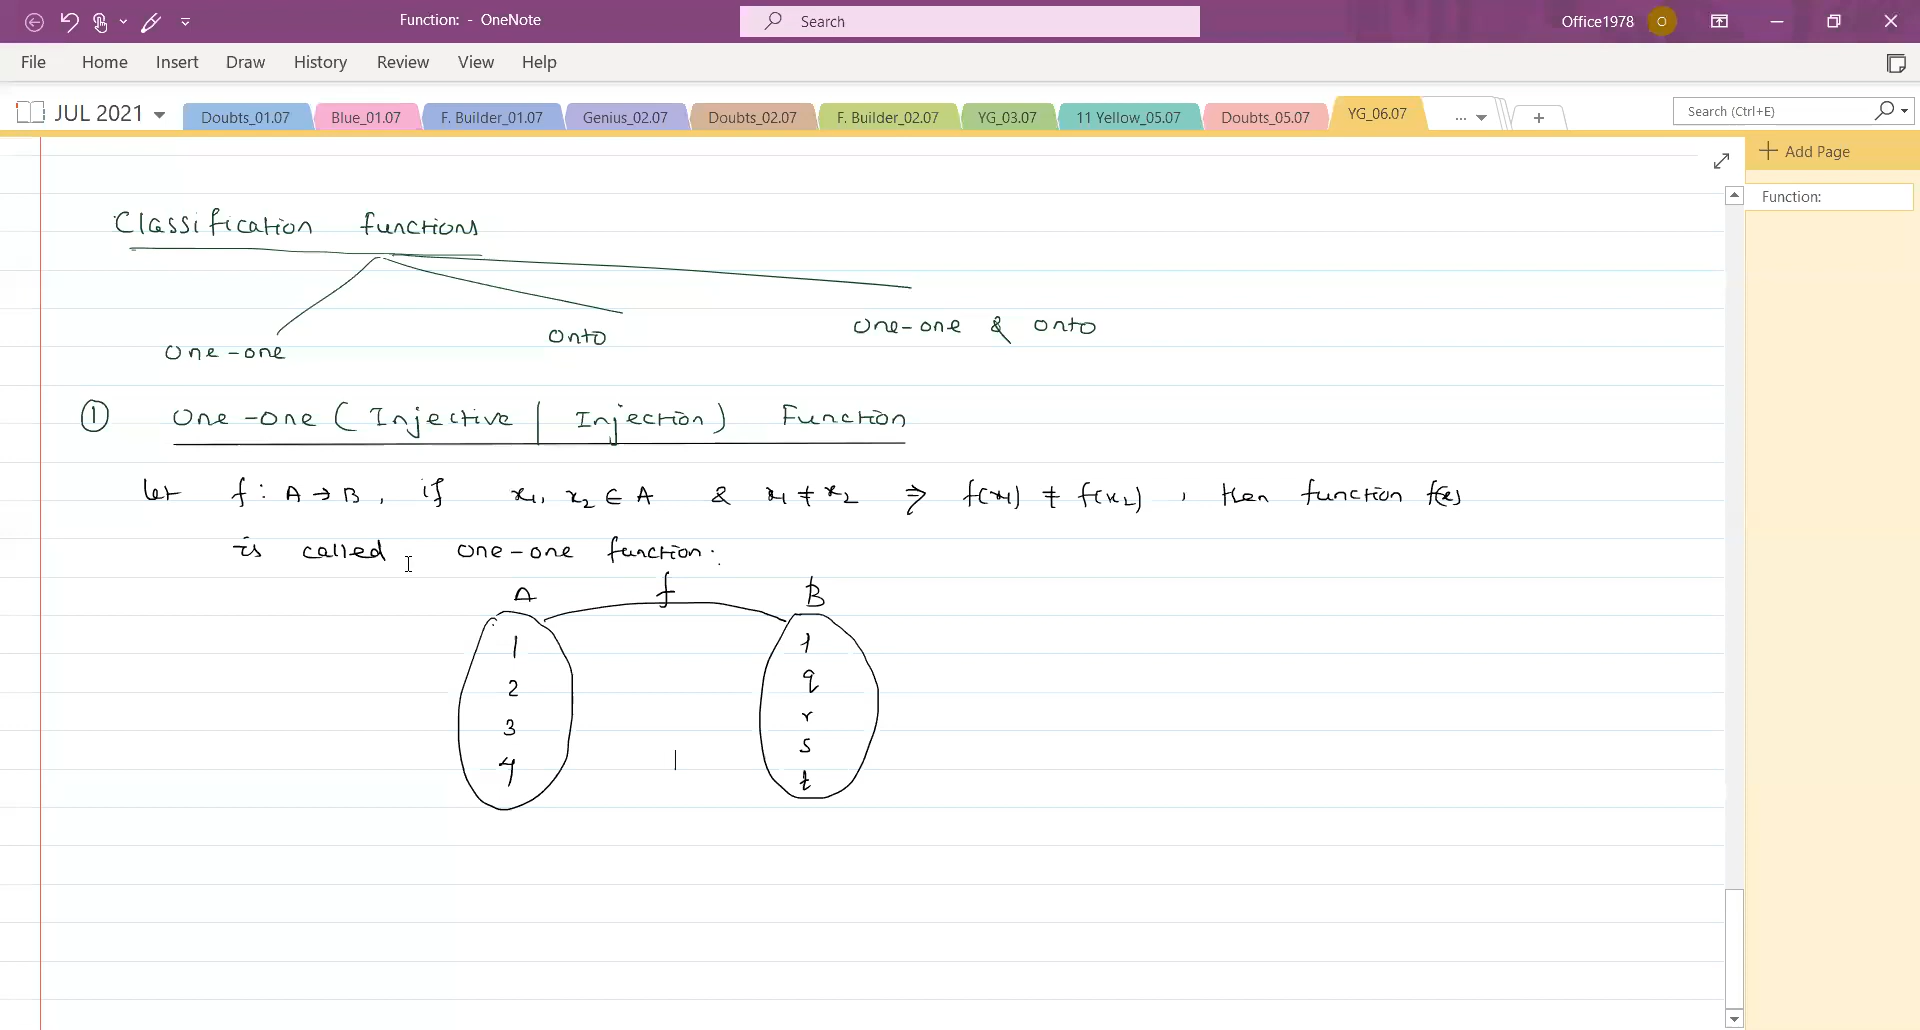 Function: - OneNote
Search
Office1978
O
File Home Insert Draw History Review View Help
JUL 2021
Doubts_01.07 Blue_01.07 F. Builder_01.07 Genius_02.07 Doubts_02.07 F. Builder_02.07 YG_03.07 11 Yellow_05.07 Doubts_05.07 YG_06.07 ... +
Search (Ctrl+E)
Add Page
Function:
Classification functions
One-one
Onto
One-one & onto
① One-one (Injective | Injection) Function
let f: A → B, if x₁, x₂ ∈ A & x₁ ≠ x₂ ⇒ f(x₁) ≠ f(x₂), then function f(x)
is called one-one function.
A f B
1
2
3
4
q
r
s
t